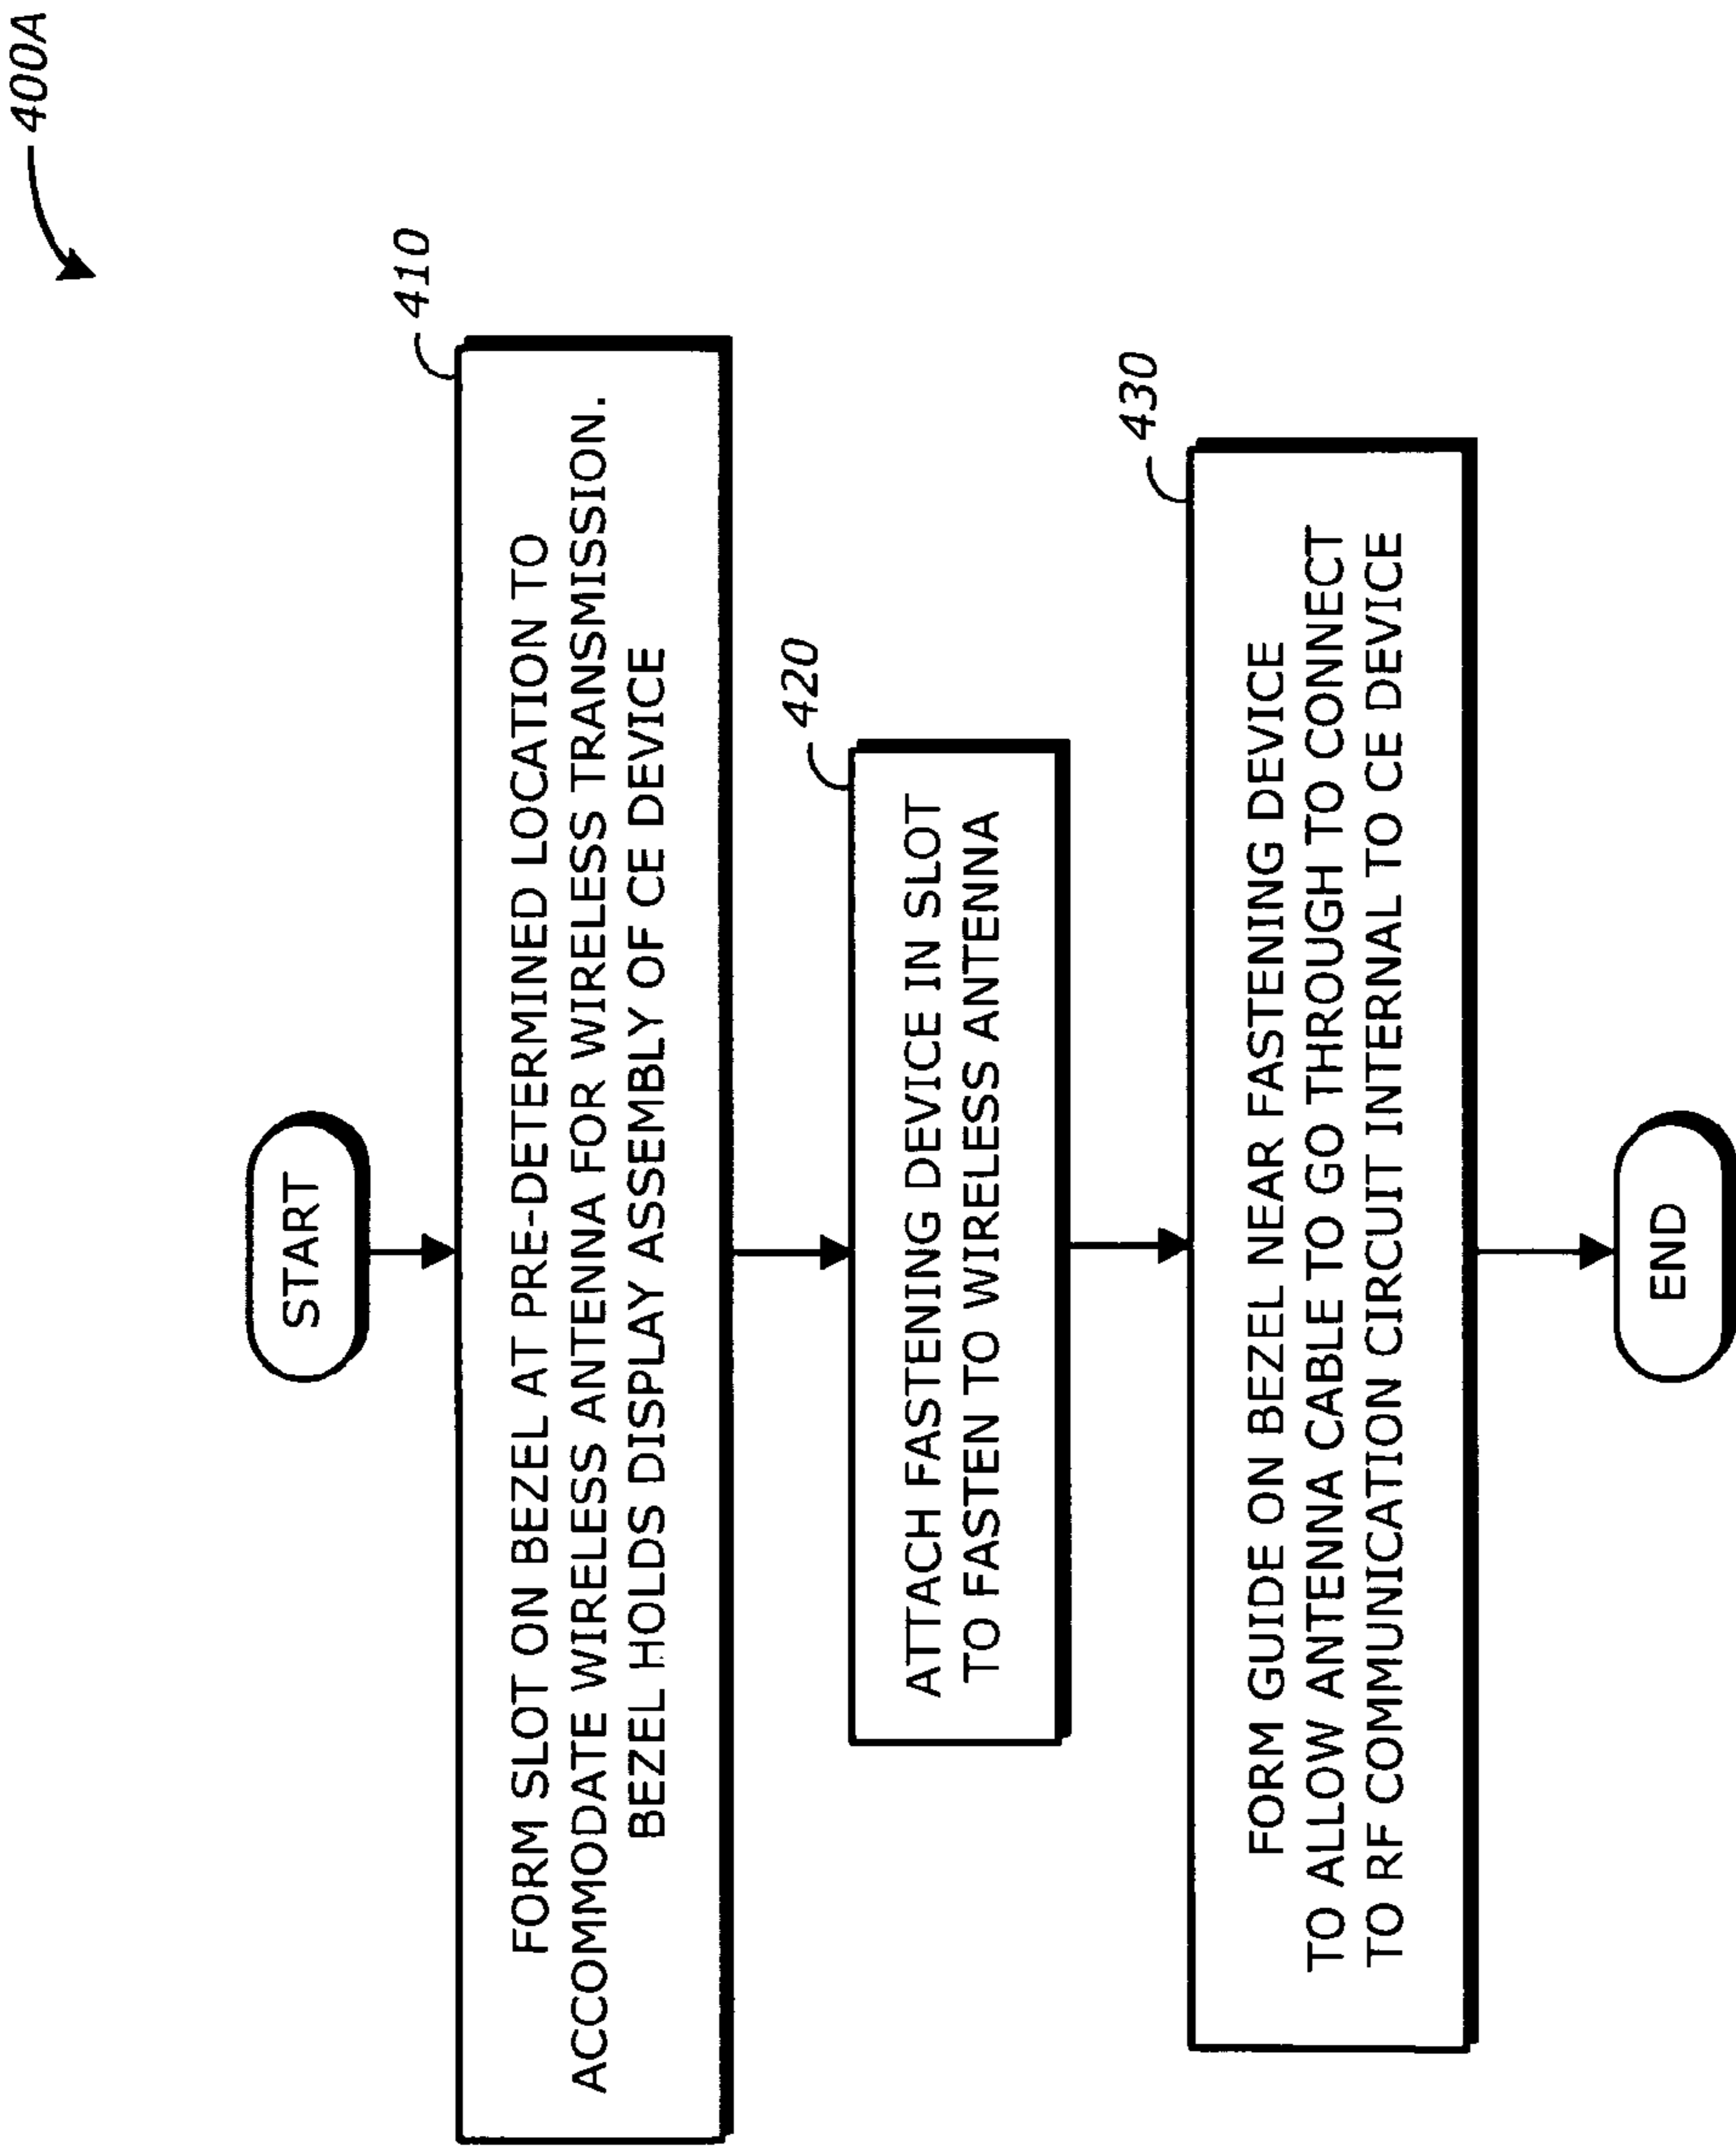 400A
START
410
FORM SLOT ON BEZEL AT PRE-DETERMINED LOCATION TO
ACCOMMODATE WIRELESS ANTENNA FOR WIRELESS TRANSMISSION.
BEZEL HOLDS DISPLAY ASSEMBLY OF CE DEVICE
420
ATTACH FASTENING DEVICE IN SLOT
TO FASTEN TO WIRELESS ANTENNA
430
FORM GUIDE ON BEZEL NEAR FASTENING DEVICE
TO ALLOW ANTENNA CABLE TO GO THROUGH TO CONNECT
TO RF COMMUNICATION CIRCUIT INTERNAL TO CE DEVICE
END